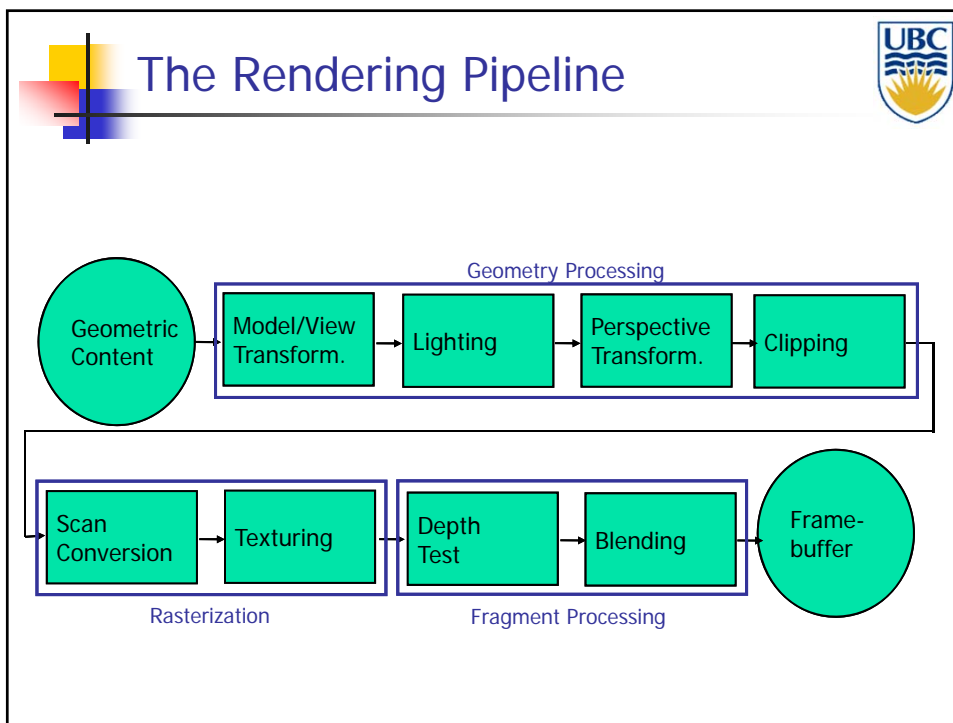 The Rendering Pipeline
UBC
Geometry Processing
Geometric
Content
Model/View
Transform.
Lighting
Perspective
Transform.
Clipping
Scan
Conversion
Texturing
Depth
Test
Blending
Frame-
buffer
Rasterization
Fragment Processing